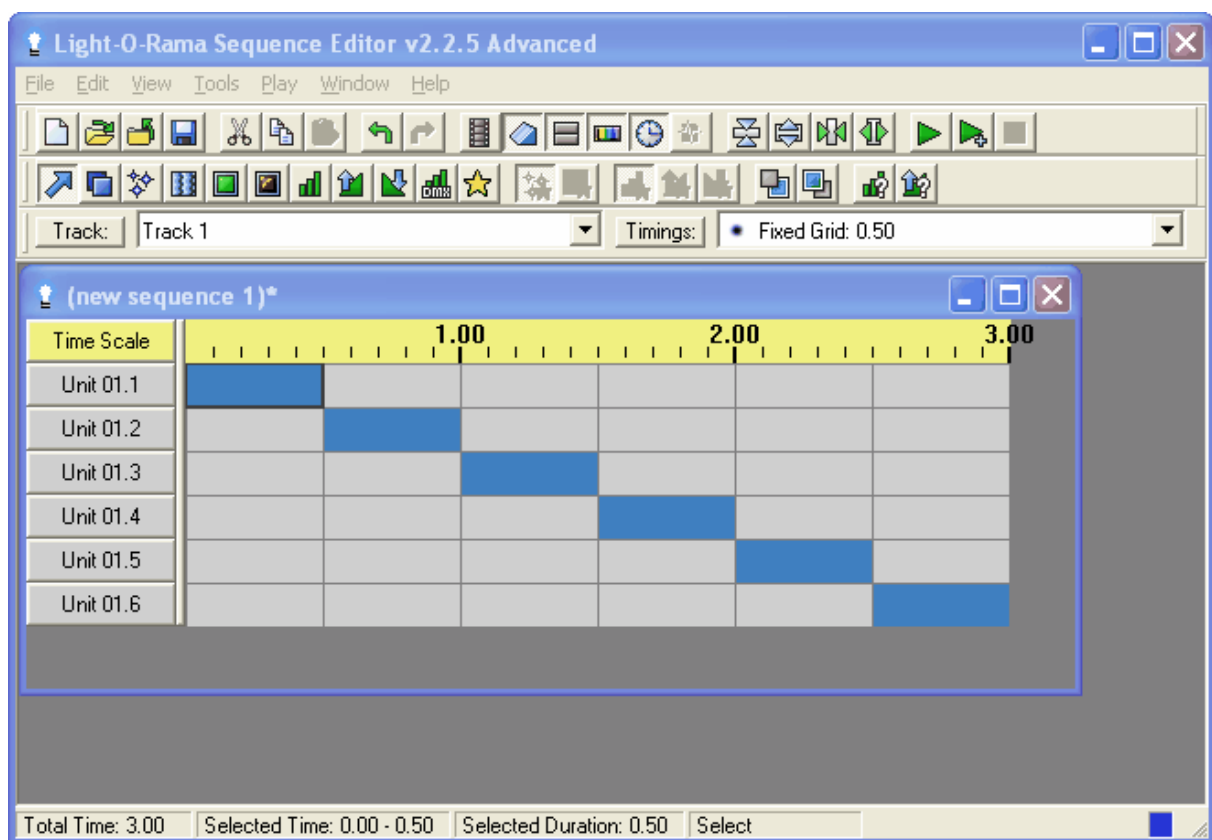 Light-O-Rama Sequence Editor v2.2.5 Advanced
File Edit View Tools Play Window Help
DMX
Track: Track 1 Timings: Fixed Grid: 0.50
(new sequence 1)*
Time Scale 1.00 2.00 3.00
Unit 01.1
Unit 01.2
Unit 01.3
Unit 01.4
Unit 01.5
Unit 01.6
Total Time: 3.00 Selected Time: 0.00 - 0.50 Selected Duration: 0.50 Select